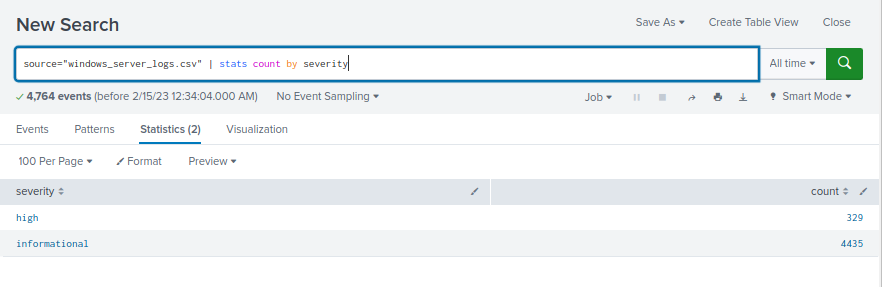 New Search
Save As Create Table View Close
source="windows_server_logs.csv" | stats count by severity
All time
4,764 events (before 2/15/23 12:34:04.000 AM) No Event Sampling Job Smart Mode
Events Patterns Statistics (2) Visualization
100 Per Page Format Preview
severity count
high 329
informational 4435